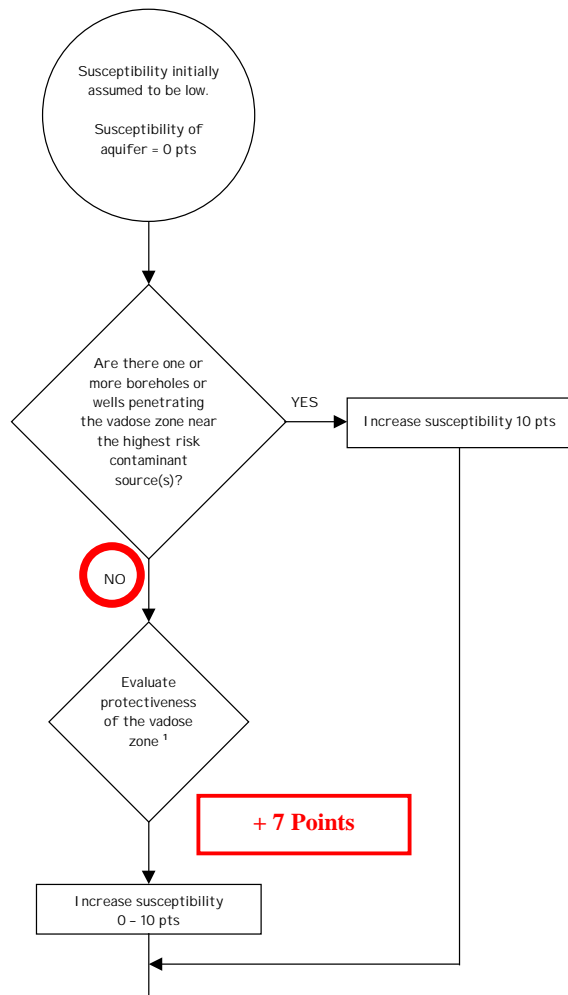 Susceptibility initially
assumed to be low.
Susceptibility of
aquifer = 0 pts
Are there one or
more boreholes or
wells penetrating
the vadose zone near
the highest risk
contaminant
source(s)?
YES
Increase susceptibility 10 pts
NO
Evaluate
protectiveness
of the vadose
zone ¹
+ 7 Points
Increase susceptibility
0 – 10 pts